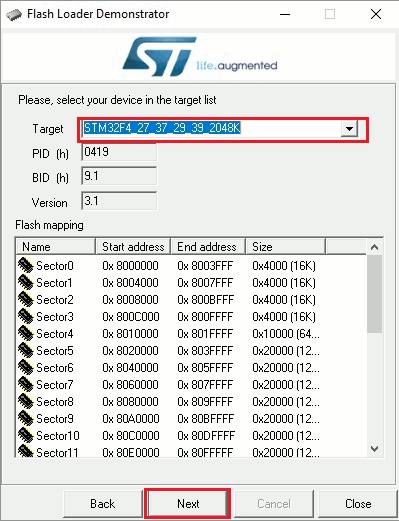 Flash Loader Demonstrator
ST life.augmented
Please, select your device in the target list
Target STM32F4_27_37_29_39_2048K
PID (h) 0419
BID (h) 9.1
Version 3.1
Flash mapping
Name Start address End address Size
Sector0 0x 8000000 0x 8003FFF 0x4000 (16K)
Sector1 0x 8004000 0x 8007FFF 0x4000 (16K)
Sector2 0x 8008000 0x 800BFFF 0x4000 (16K)
Sector3 0x 800C000 0x 800FFFF 0x4000 (16K)
Sector4 0x 8010000 0x 801FFFF 0x10000 (64...
Sector5 0x 8020000 0x 803FFFF 0x20000 (12...
Sector6 0x 8040000 0x 805FFFF 0x20000 (12...
Sector7 0x 8060000 0x 807FFFF 0x20000 (12...
Sector8 0x 8080000 0x 809FFFF 0x20000 (12...
Sector9 0x 80A0000 0x 80BFFFF 0x20000 (12...
Sector10 0x 80C0000 0x 80DFFFF 0x20000 (12...
Sector11 0x 80E0000 0x 80FFFFF 0x20000 (12...
Back Next Cancel Close